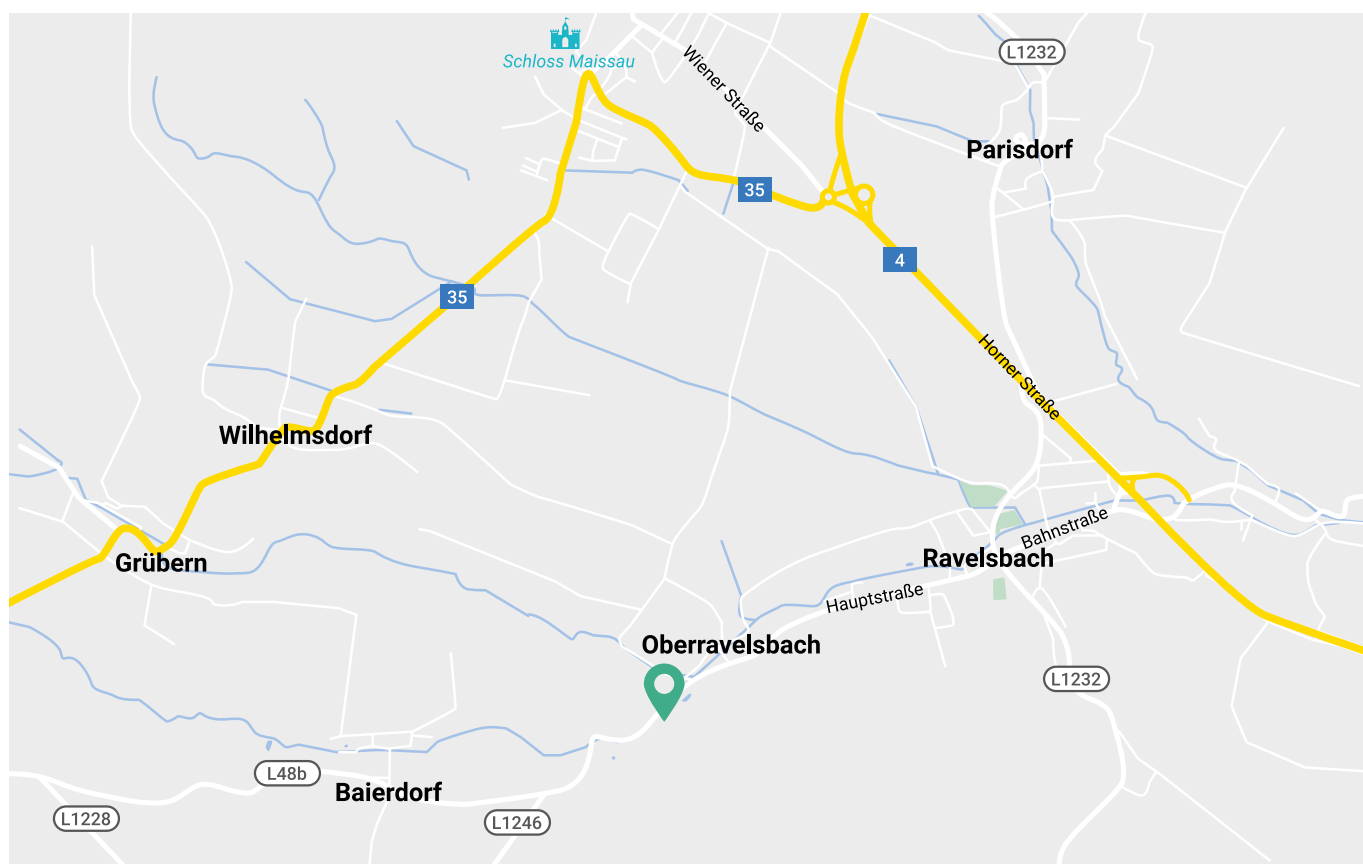 L1232
Schloss Maissau
Wiener Straße
Parisdorf
35
4
35
Horner Straße
Wilhelmsdorf
Bahnstraße
Ravelsbach
Grübern
Hauptstraße
Oberravelsbach
L1232
L48b
Baierdorf
L1228
L1246